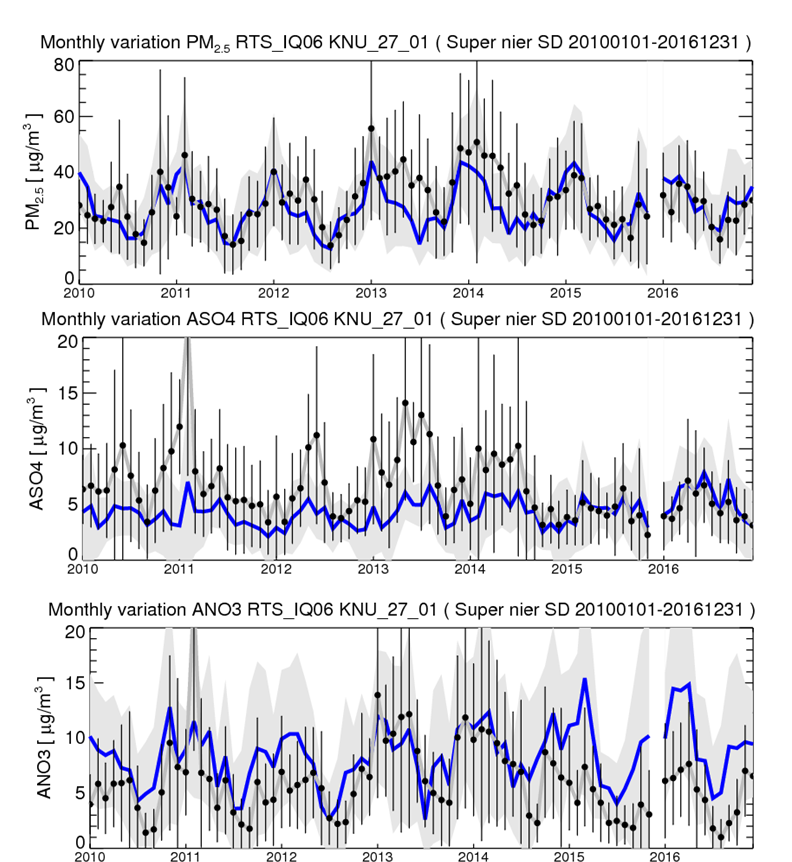 Monthly variation PM2.5 RTS_IQ06 KNU_27_01 ( Super nier SD 20100101-20161231 )
80
60
40
20
0
PM2.5 [ μg/m3 ]
2010 2011 2012 2013 2014 2015 2016
Monthly variation ASO4 RTS_IQ06 KNU_27_01 ( Super nier SD 20100101-20161231 )
20
15
10
5
0
ASO4 [ μg/m3 ]
2010 2011 2012 2013 2014 2015 2016
Monthly variation ANO3 RTS_IQ06 KNU_27_01 ( Super nier SD 20100101-20161231 )
20
15
10
5
0
ANO3 [ μg/m3 ]
2010 2011 2012 2013 2014 2015 2016